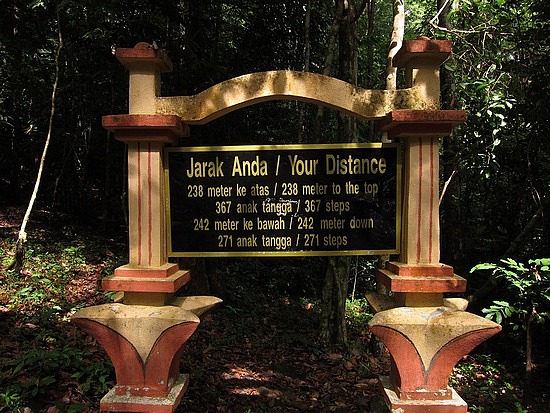 Jarak Anda / Your Distance
238 meter ke atas / 238 meter to the top
367 anak tangga / 367 steps
242 meter ke bawah / 242 meter down
271 anak tangga / 271 steps